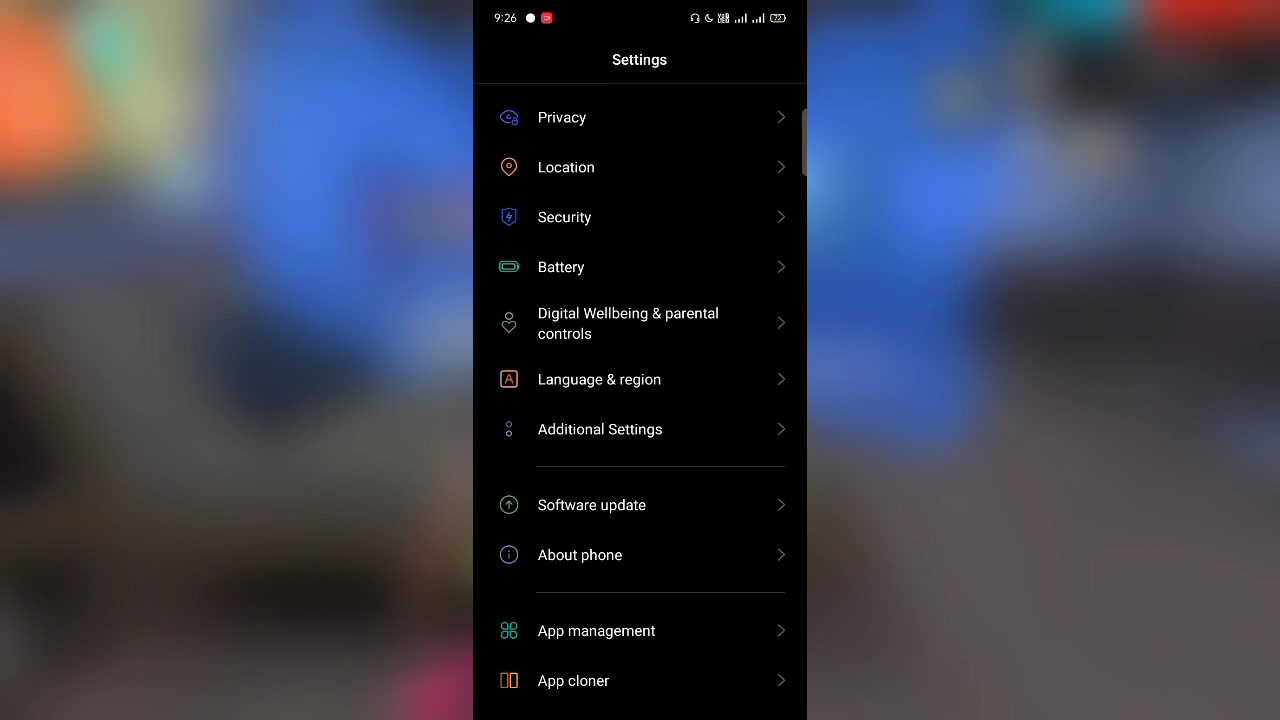 9:26
72
Settings
Privacy
Location
Security
Battery
Digital Wellbeing & parental
controls
Language & region
Additional Settings
Software update
About phone
App management
App cloner